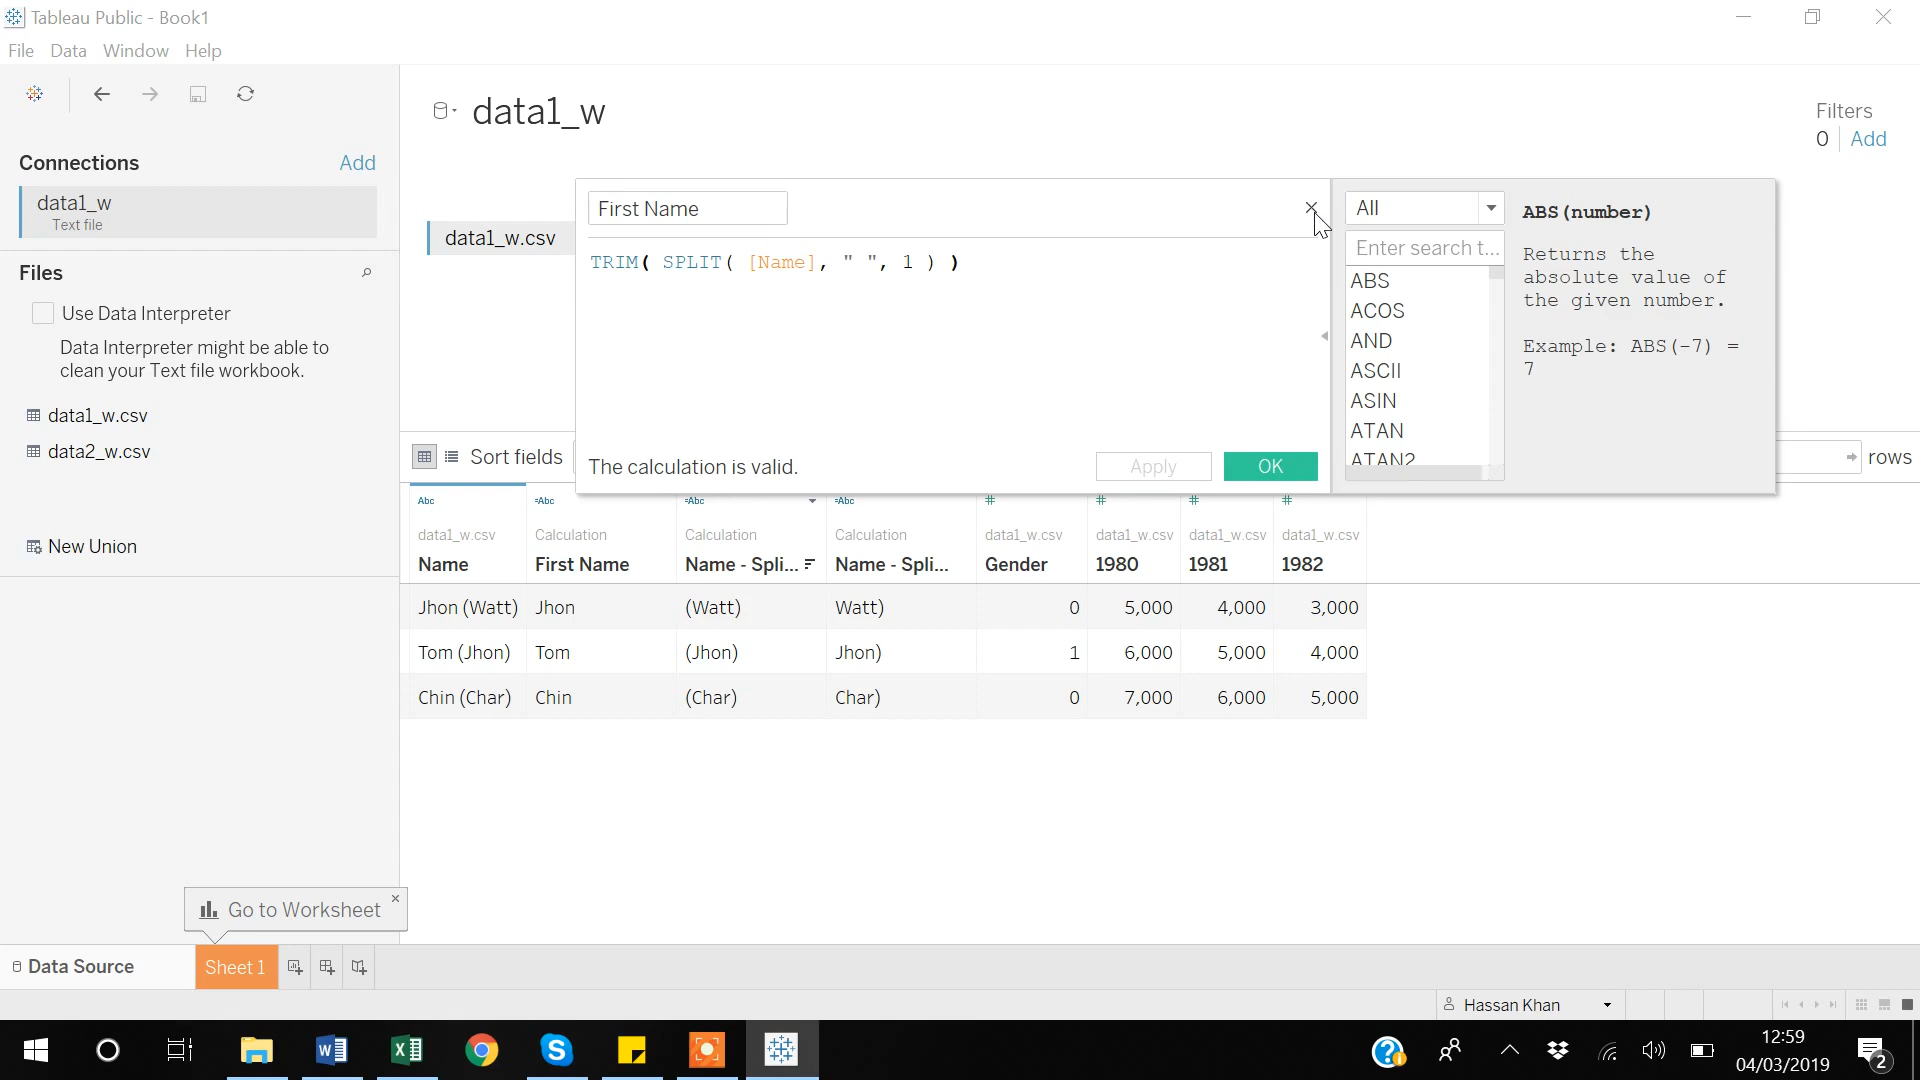 Tableau Public - Book1
File Data Window Help
data1_w
Filters
0 Add
Connections Add
data1_w
Text file
data1_w.csv
Files
Use Data Interpreter
Data Interpreter might be able to
clean your Text file workbook.
data1_w.csv
data2_w.csv
New Union
First Name
TRIM( SPLIT( [Name], " ", 1 ) )
The calculation is valid.
Apply OK
All
Enter search t...
ABS
ACOS
AND
ASCII
ASIN
ATAN
ATAN2
ABS(number)
Returns the
absolute value of
the given number.
Example: ABS(-7) =
7
Sort fields
rows
Abc =Abc =Abc =Abc # # # #
data1_w.csv Calculation Calculation Calculation data1_w.csv data1_w.csv data1_w.csv data1_w.csv
Name First Name Name - Spli... Name - Spli... Gender 1980 1981 1982
Jhon (Watt) Jhon (Watt) Watt) 0 5,000 4,000 3,000
Tom (Jhon) Tom (Jhon) Jhon) 1 6,000 5,000 4,000
Chin (Char) Chin (Char) Char) 0 7,000 6,000 5,000
Go to Worksheet
Data Source Sheet 1
Hassan Khan
12:59
04/03/2019
2